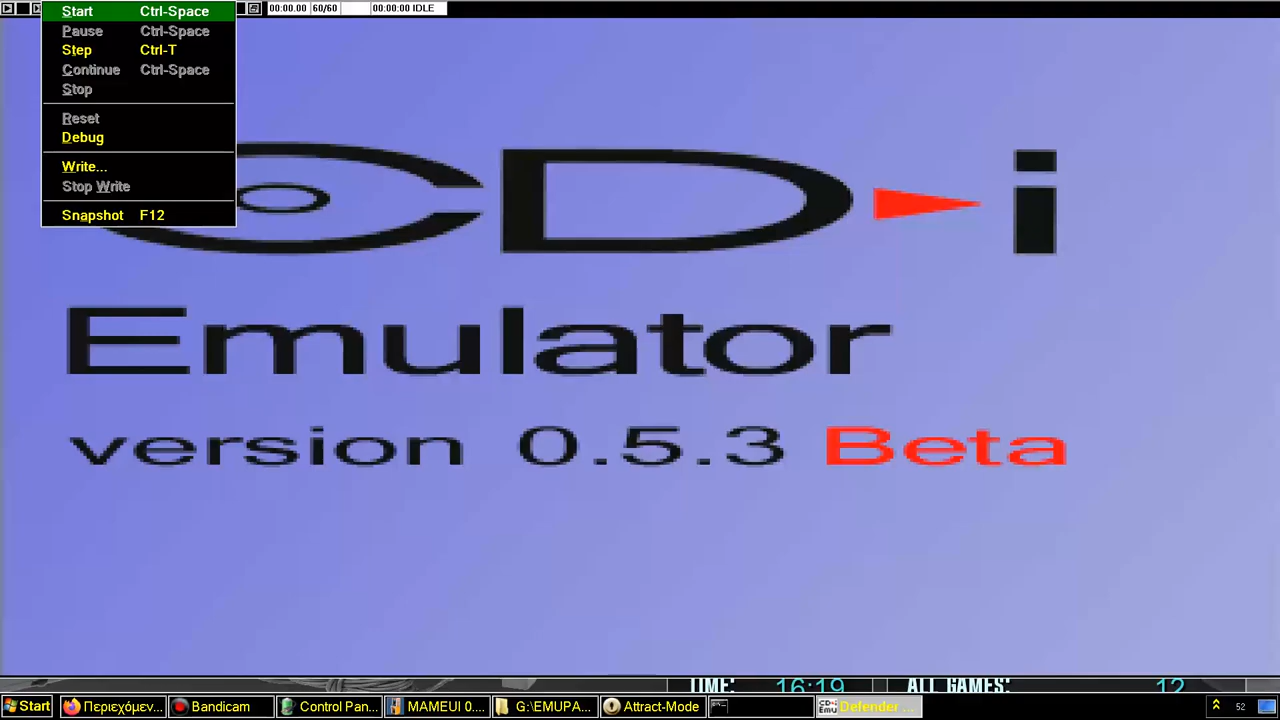 00:00.00 60/60 00:00:00 IDLE
Start Ctrl-Space
Pause Ctrl-Space
Step Ctrl-T
Continue Ctrl-Space
Stop
Reset
Debug
Write...
Stop Write
Snapshot F12
CD-i
Emulator
version 0.5.3 Beta
TIME: 16:19 ALL GAMES: 12
Start Περιεχόμεν... Bandicam Control Pan... MAMEUI 0.... G:\EMUPA... Attract-Mode CD-i Emu Defender ... 52